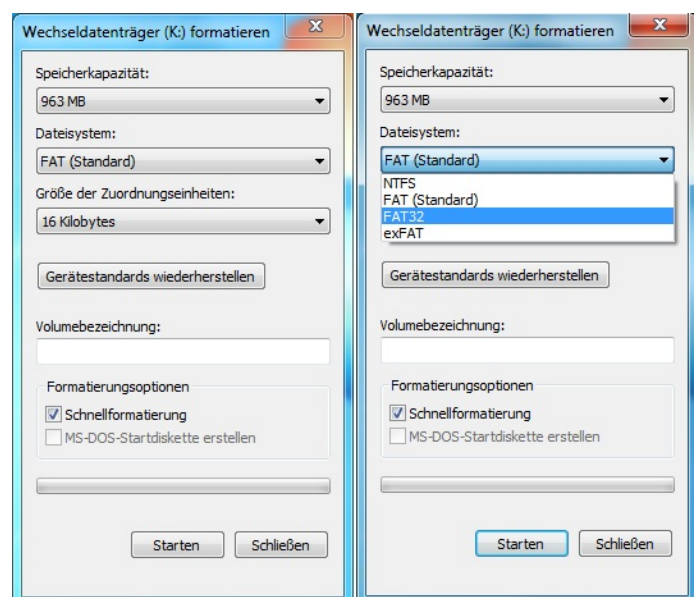 Wechseldatenträger (K:) formatieren
Speicherkapazität:
963 MB
Dateisystem:
FAT (Standard)
Größe der Zuordnungseinheiten:
16 Kilobytes
Gerätestandards wiederherstellen
Volumebezeichnung:
Formatierungsoptionen
Schnellformatierung
MS-DOS-Startdiskette erstellen
Starten
Schließen
Wechseldatenträger (K:) formatieren
Speicherkapazität:
963 MB
Dateisystem:
FAT (Standard)
NTFS
FAT (Standard)
FAT32
exFAT
Gerätestandards wiederherstellen
Volumebezeichnung:
Formatierungsoptionen
Schnellformatierung
MS-DOS-Startdiskette erstellen
Starten
Schließen